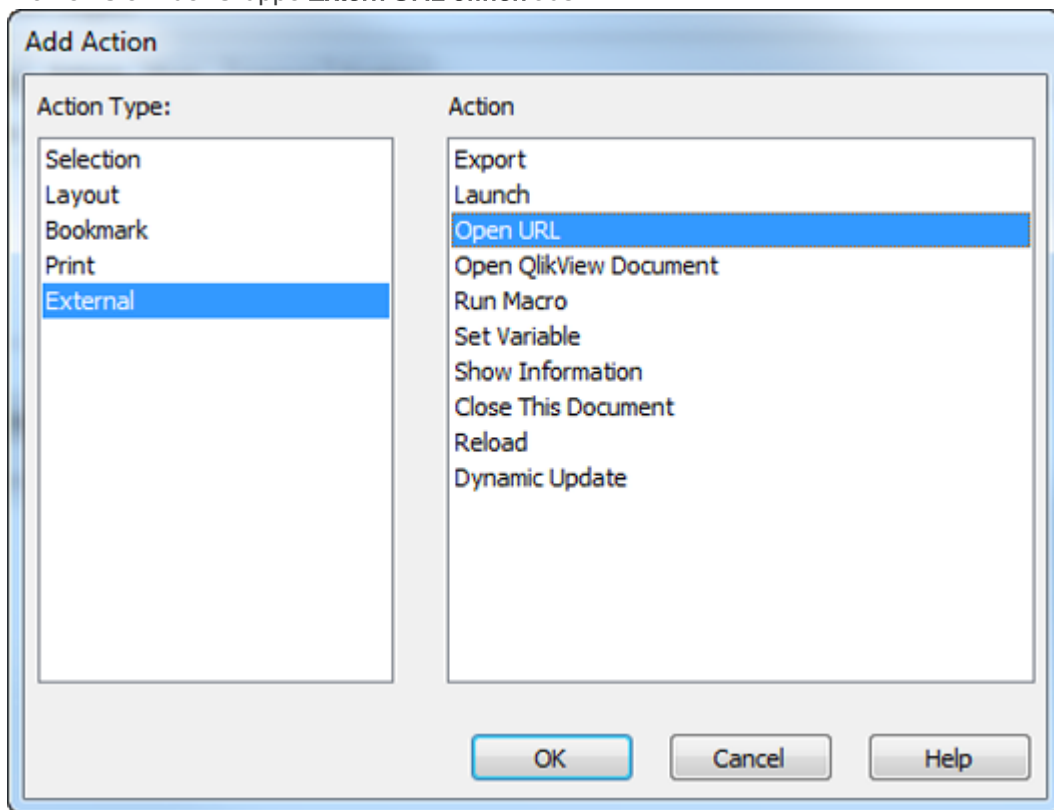 Add Action
Action Type:
Selection
Layout
Bookmark
Print
External
Action
Export
Launch
Open URL
Open QlikView Document
Run Macro
Set Variable
Show Information
Close This Document
Reload
Dynamic Update
OK
Cancel
Help